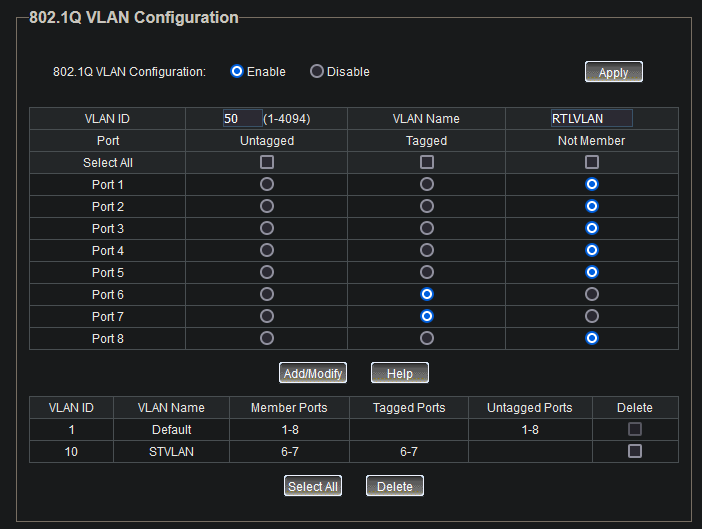 802.1Q VLAN Configuration
802.1Q VLAN Configuration: Enable Disable Apply
VLAN ID 50 (1-4094) VLAN Name RTLVLAN
Port Untagged Tagged Not Member
Select All
Port 1
Port 2
Port 3
Port 4
Port 5
Port 6
Port 7
Port 8
Add/Modify Help
VLAN ID VLAN Name Member Ports Tagged Ports Untagged Ports Delete
1 Default 1-8 1-8
10 STVLAN 6-7 6-7
Select All Delete